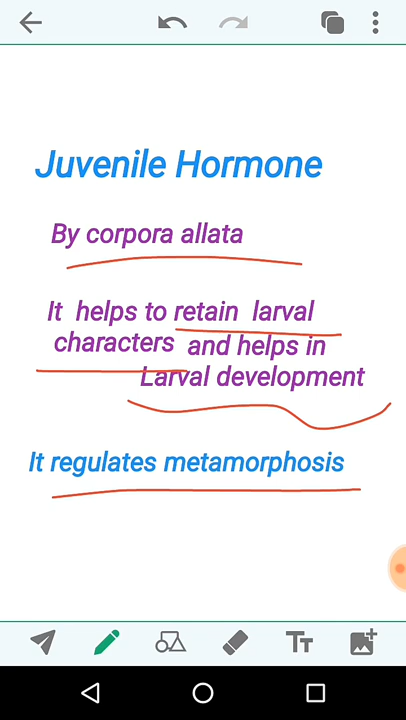 Juvenile Hormone
By corpora allata
It helps to retain larval
characters and helps in
Larval development
It regulates metamorphosis
TT